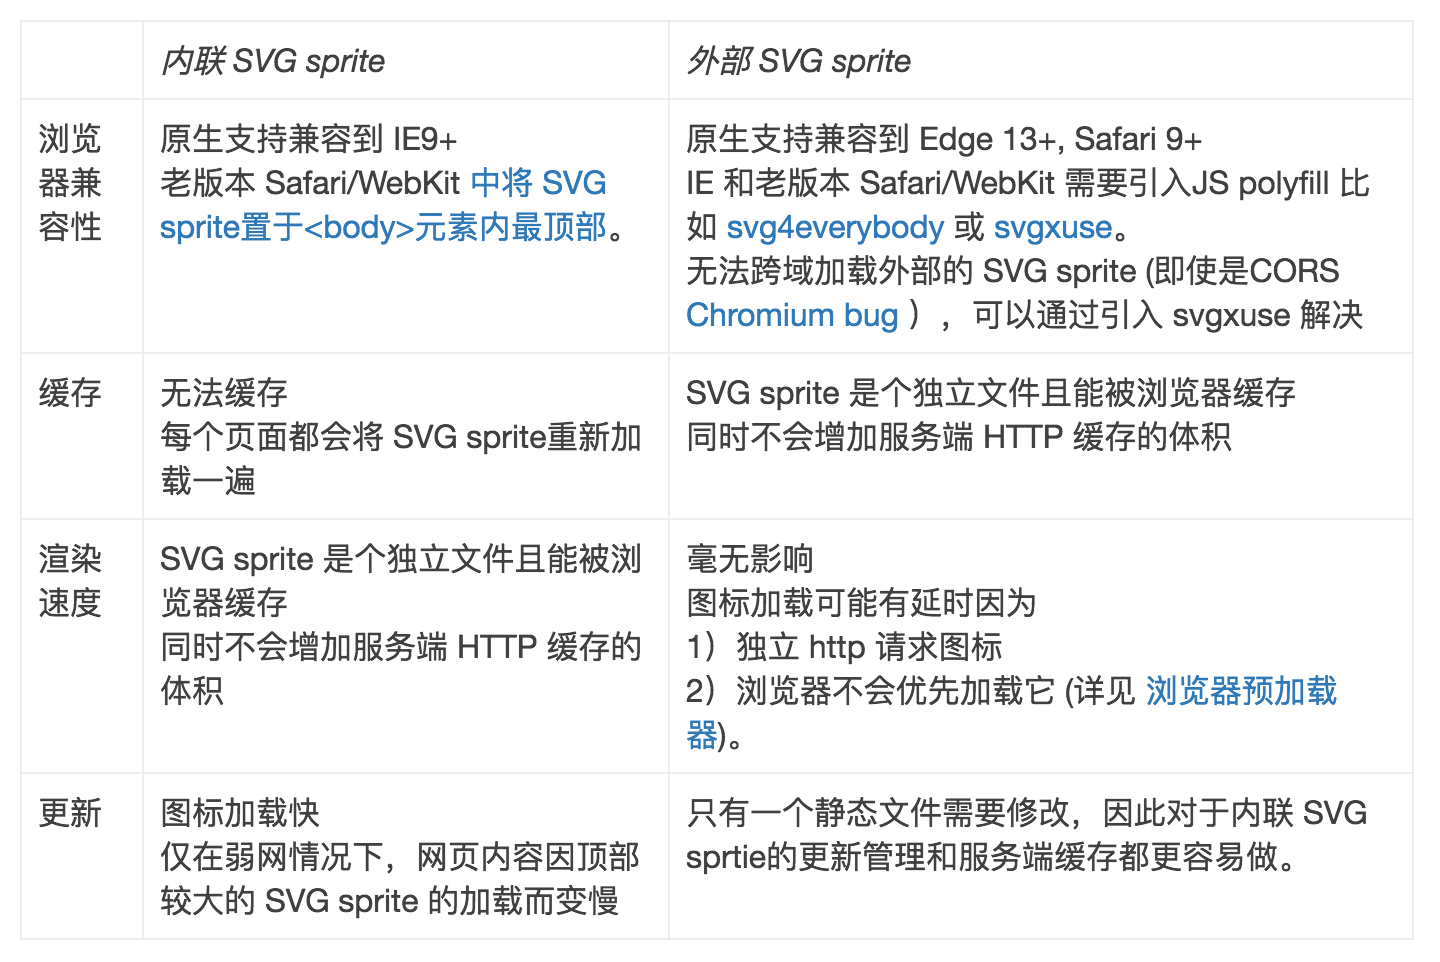 内联 SVG sprite
外部 SVG sprite
浏览
器兼
容性
原生支持兼容到 IE9+
老版本 Safari/WebKit 中将 SVG
sprite置于<body>元素内最顶部。
原生支持兼容到 Edge 13+, Safari 9+
IE 和老版本 Safari/WebKit 需要引入JS polyfill 比
如 svg4everybody 或 svgxuse。
无法跨域加载外部的 SVG sprite (即使是CORS
Chromium bug ），可以通过引入 svgxuse 解决
缓存
无法缓存
每个页面都会将 SVG sprite重新加
载一遍
SVG sprite 是个独立文件且能被浏览器缓存
同时不会增加服务端 HTTP 缓存的体积
渲染
速度
SVG sprite 是个独立文件且能被浏
览器缓存
同时不会增加服务端 HTTP 缓存的
体积
毫无影响
图标加载可能有延时因为
1）独立 http 请求图标
2）浏览器不会优先加载它 (详见 浏览器预加载
器)。
更新
图标加载快
仅在弱网情况下，网页内容因顶部
较大的 SVG sprite 的加载而变慢
只有一个静态文件需要修改，因此对于内联 SVG
sprtie的更新管理和服务端缓存都更容易做。